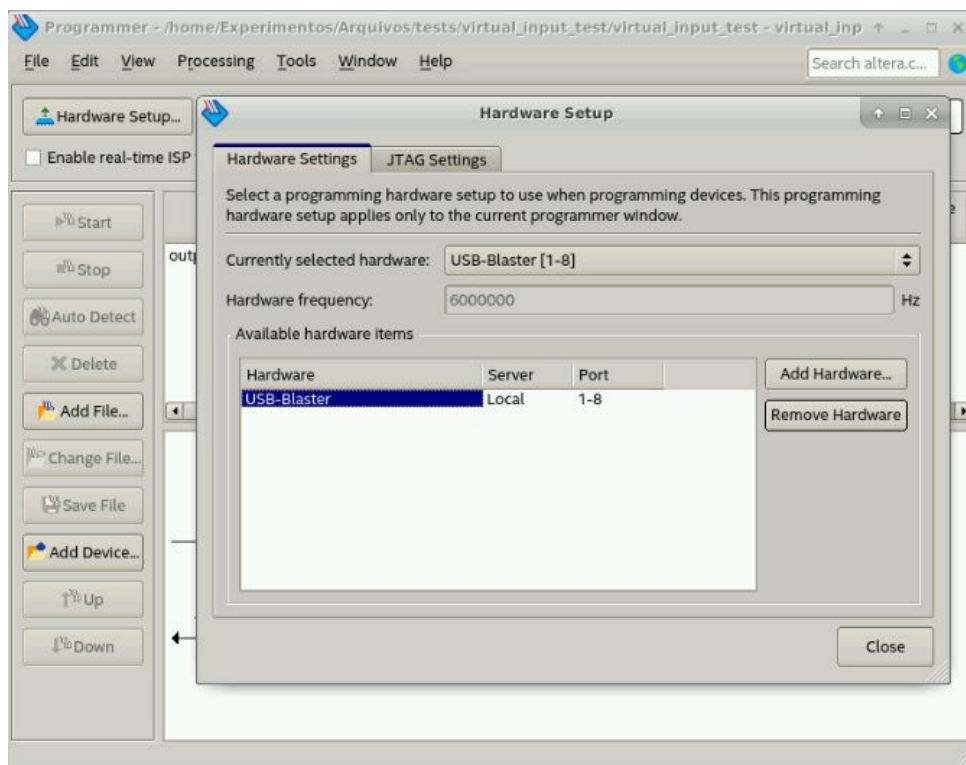 Programmer - /home/Experimentos/Arquivos/tests/virtual_input_test/virtual_input_test - virtual_inp
File Edit View Processing Tools Window Help
Search altera.c...
Hardware Setup...
Enable real-time ISP
Start
Stop
Auto Detect
Delete
Add File...
Change File...
Save File
Add Device...
Up
Down
outp
Hardware Setup
Hardware Settings JTAG Settings
Select a programming hardware setup to use when programming devices. This programming
hardware setup applies only to the current programmer window.
Currently selected hardware: USB-Blaster [1-8]
Hardware frequency: 6000000 Hz
Available hardware items
Hardware Server Port
USB-Blaster Local 1-8
Add Hardware...
Remove Hardware
Close